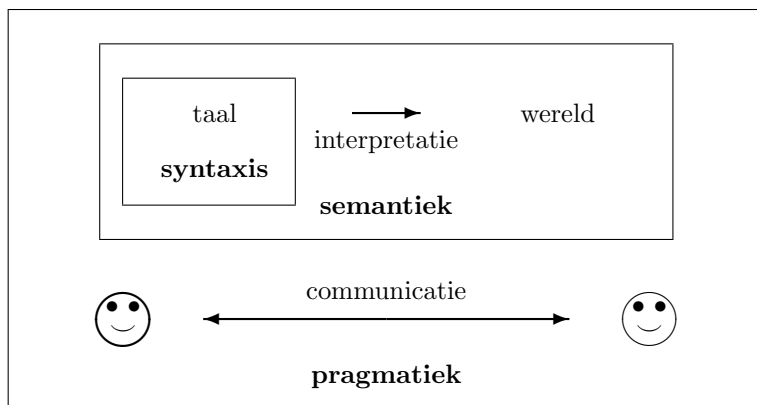 taal wereld
interpretatie
syntaxis
semantiek
communicatie
pragmatiek